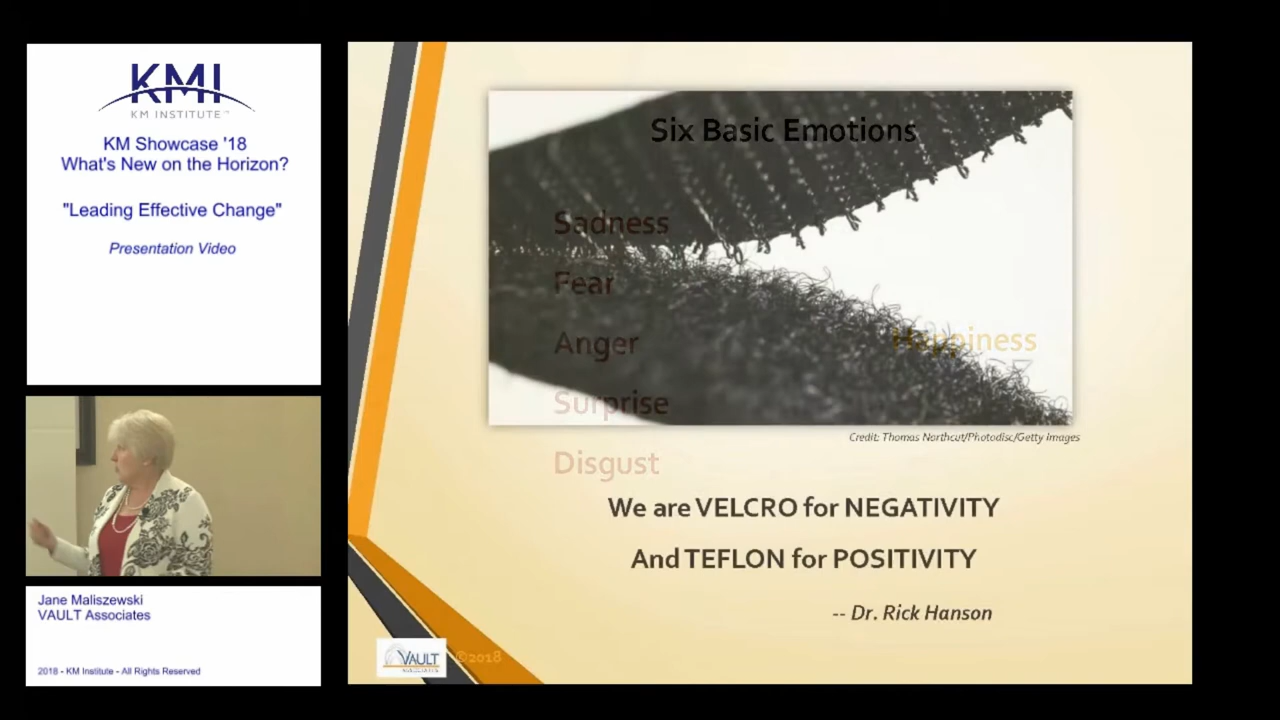 KMI
KM INSTITUTE
KM Showcase '18
What's New on the Horizon?
"Leading Effective Change"
Presentation Video
Jane Maliszewski
VAULT Associates
2018 - KM Institute - All Rights Reserved
Six Basic Emotions
Sadness
Fear
Anger
Happiness
Surprise
Disgust
Credit: Thomas Northcut/Photodisc/Getty Images
We are VELCRO for NEGATIVITY
And TEFLON for POSITIVITY
-- Dr. Rick Hanson
VAULT
©2018